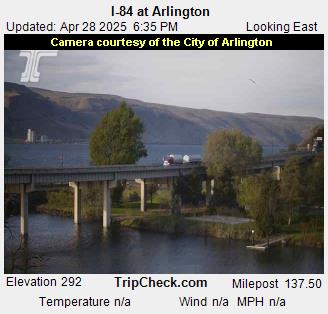 I-84 at Arlington
Updated: Apr 28 2025 6:35 PM Looking East
Camera courtesy of the City of Arlington
Elevation 292 TripCheck.com Milepost 137.50
Temperature n/a Wind n/a MPH n/a